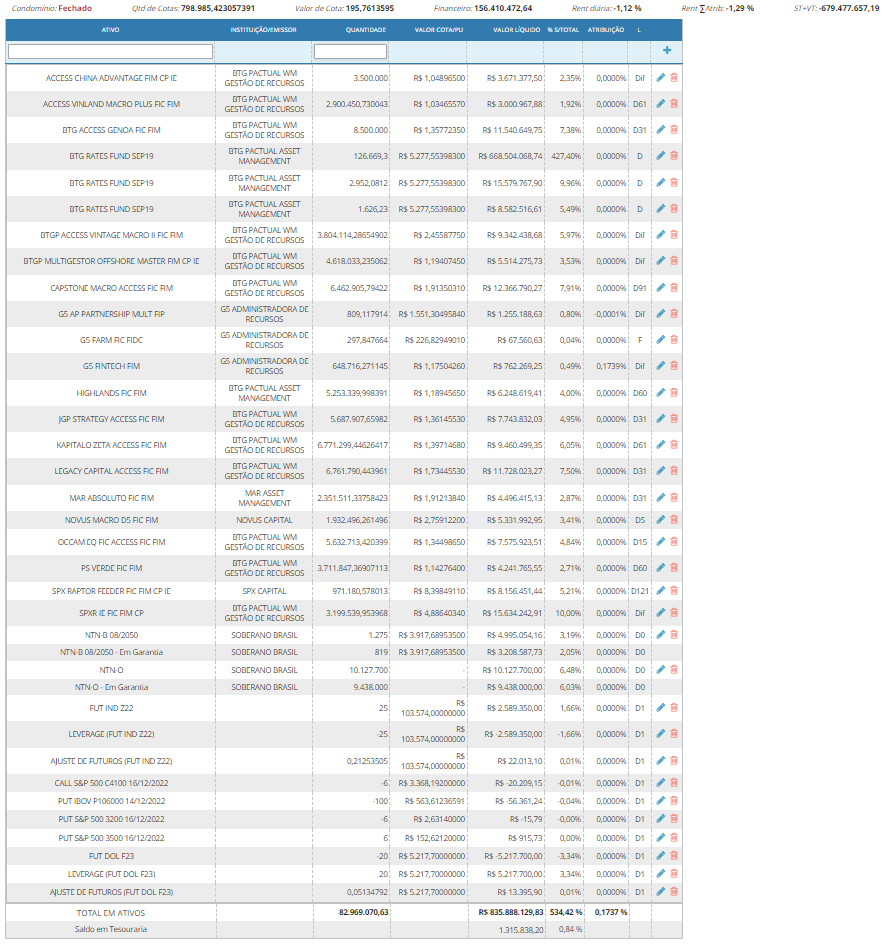 Condomínio: Fechado Qtd de Cotas: 798.985,423057391 Valor de Cota: 195,7613595 Financeiro: 156.410.472,64 Rent diária: -1,12 % Rent ∑Atrib: -1,29 % ST+VT: -679.477.657,19
ATIVO INSTITUIÇÃO/EMISSOR QUANTIDADE VALOR COTA/PU VALOR LÍQUIDO % S/TOTAL ATRIBUIÇÃO L
ACCESS CHINA ADVANTAGE FIM CP IE BTG PACTUAL WM GESTÃO DE RECURSOS 3.500.000 R$ 1,04896500 R$ 3.671.377,50 2,35% 0,0000% Dif
ACCESS VINLAND MACRO PLUS FIC FIM BTG PACTUAL WM GESTÃO DE RECURSOS 2.900.450,730043 R$ 1,03465570 R$ 3.000.967,88 1,92% 0,0000% D61
BTG ACCESS GENOA FIC FIM BTG PACTUAL WM GESTÃO DE RECURSOS 8.500.000 R$ 1,35772350 R$ 11.540.649,75 7,38% 0,0000% D31
BTG RATES FUND SEP19 BTG PACTUAL ASSET MANAGEMENT 126.669,3 R$ 5.277,55398300 R$ 668.504.068,74 427,40% 0,0000% D
BTG RATES FUND SEP19 BTG PACTUAL ASSET MANAGEMENT 2.952,0812 R$ 5.277,55398300 R$ 15.579.767,90 9,96% 0,0000% D
BTG RATES FUND SEP19 BTG PACTUAL ASSET MANAGEMENT 1.626,23 R$ 5.277,55398300 R$ 8.582.516,61 5,49% 0,0000% D
BTGP ACCESS VINTAGE MACRO II FIC FIM BTG PACTUAL WM GESTÃO DE RECURSOS 3.804.114,28654902 R$ 2,45587750 R$ 9.342.438,68 5,97% 0,0000% Dif
BTGP MULTIGESTOR OFFSHORE MASTER FIM CP IE BTG PACTUAL WM GESTÃO DE RECURSOS 4.618.033,235062 R$ 1,19407450 R$ 5.514.275,73 3,53% 0,0000% Dif
CAPSTONE MACRO ACCESS FIC FIM BTG PACTUAL WM GESTÃO DE RECURSOS 6.462.905,79422 R$ 1,91350310 R$ 12.366.790,27 7,91% 0,0000% D91
G5 AP PARTNERSHIP MULT FIP G5 ADMINISTRADORA DE RECURSOS 809,117914 R$ 1.551,30495840 R$ 1.255.188,63 0,80% -0,0001% Dif
G5 FARM FIC FIDC G5 ADMINISTRADORA DE RECURSOS 297,847664 R$ 226,82949010 R$ 67.560,63 0,04% 0,0000% F
G5 FINTECH FIM G5 ADMINISTRADORA DE RECURSOS 648.716,271145 R$ 1,17504260 R$ 762.269,25 0,49% 0,1739% Dif
HIGHLANDS FIC FIM BTG PACTUAL ASSET MANAGEMENT 5.253.339,998391 R$ 1,18945650 R$ 6.248.619,41 4,00% 0,0000% D60
JGP STRATEGY ACCESS FIC FIM BTG PACTUAL WM GESTÃO DE RECURSOS 5.687.907,65982 R$ 1,36145530 R$ 7.743.832,03 4,95% 0,0000% D31
KAPITALO ZETA ACCESS FIC FIM BTG PACTUAL WM GESTÃO DE RECURSOS 6.771.299,44626417 R$ 1,39714680 R$ 9.460.499,35 6,05% 0,0000% D61
LEGACY CAPITAL ACCESS FIC FIM BTG PACTUAL WM GESTÃO DE RECURSOS 6.761.790,443961 R$ 1,73445530 R$ 11.728.023,27 7,50% 0,0000% D31
MAR ABSOLUTO FIC FIM MAR ASSET MANAGEMENT 2.351.511,33758423 R$ 1,91213840 R$ 4.496.415,13 2,87% 0,0000% D31
NOVUS MACRO D5 FIC FIM NOVUS CAPITAL 1.932.496,261496 R$ 2,75912200 R$ 5.331.992,95 3,41% 0,0000% D5
OCCAM EQ FIC ACCESS FIC FIM BTG PACTUAL WM GESTÃO DE RECURSOS 5.632.713,420399 R$ 1,34498650 R$ 7.575.923,51 4,84% 0,0000% D15
PS VERDE FIC FIM BTG PACTUAL WM GESTÃO DE RECURSOS 3.711.847,36907113 R$ 1,14276400 R$ 4.241.765,55 2,71% 0,0000% D60
SPX RAPTOR FEEDER FIC FIM CP IE SPX CAPITAL 971.180,578013 R$ 8,39849110 R$ 8.156.451,44 5,21% 0,0000% D121
SPXR IE FIC FIM CP BTG PACTUAL WM GESTÃO DE RECURSOS 3.199.539,953968 R$ 4,88640340 R$ 15.634.242,91 10,00% 0,0000% Dif
NTN-B 08/2050 SOBERANO BRASIL 1.275 R$ 3.917,68953500 R$ 4.995.054,16 3,19% 0,0000% D0
NTN-B 08/2050 - Em Garantia SOBERANO BRASIL 819 R$ 3.917,68953500 R$ 3.208.587,73 2,05% 0,0000% D0
NTN-O SOBERANO BRASIL 10.127.700 - R$ 10.127.700,00 6,48% 0,0000% D0
NTN-O - Em Garantia SOBERANO BRASIL 9.438.000 - R$ 9.438.000,00 6,03% 0,0000% D0
FUT IND Z22 25 R$ 103.574,00000000 R$ 2.589.350,00 1,66% 0,0000% D1
LEVERAGE (FUT IND Z22) -25 R$ 103.574,00000000 R$ -2.589.350,00 -1,66% 0,0000% D1
AJUSTE DE FUTUROS (FUT IND Z22) 0,21253505 R$ 103.574,00000000 R$ 22.013,10 0,01% 0,0000% D1
CALL S&P 500 C4100 16/12/2022 -6 R$ 3.368,19200000 R$ -20.209,15 -0,01% 0,0000% D1
PUT IBOV P106000 14/12/2022 -100 R$ 563,61236591 R$ -56.361,24 -0,04% 0,0000% D1
PUT S&P 500 3200 16/12/2022 -6 R$ 2,63140000 R$ -15,79 -0,00% 0,0000% D1
PUT S&P 500 3500 16/12/2022 6 R$ 152,62120000 R$ 915,73 0,00% 0,0000% D1
FUT DOL F23 -20 R$ 5.217,70000000 R$ -5.217.700,00 -3,34% 0,0000% D1
LEVERAGE (FUT DOL F23) 20 R$ 5.217,70000000 R$ 5.217.700,00 3,34% 0,0000% D1
AJUSTE DE FUTUROS (FUT DOL F23) 0,05134792 R$ 5.217,70000000 R$ 13.395,90 0,01% 0,0000% D1
TOTAL EM ATIVOS 82.969.070,63 R$ 835.888.129,83 534,42 % 0,1737 %
Saldo em Tesouraria 1.315.838,20 0,84 %